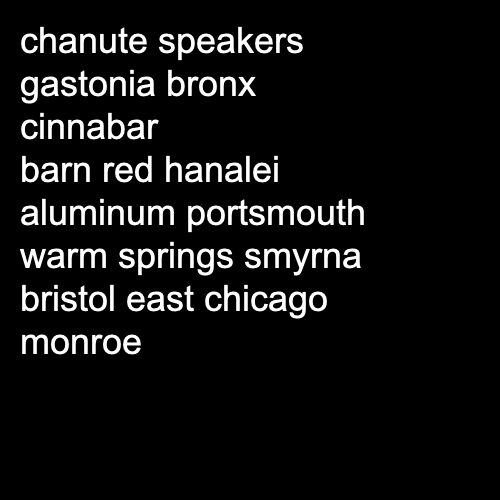 chanute speakers
gastonia bronx
cinnabar
barn red hanalei
aluminum portsmouth
warm springs smyrna
bristol east chicago
monroe